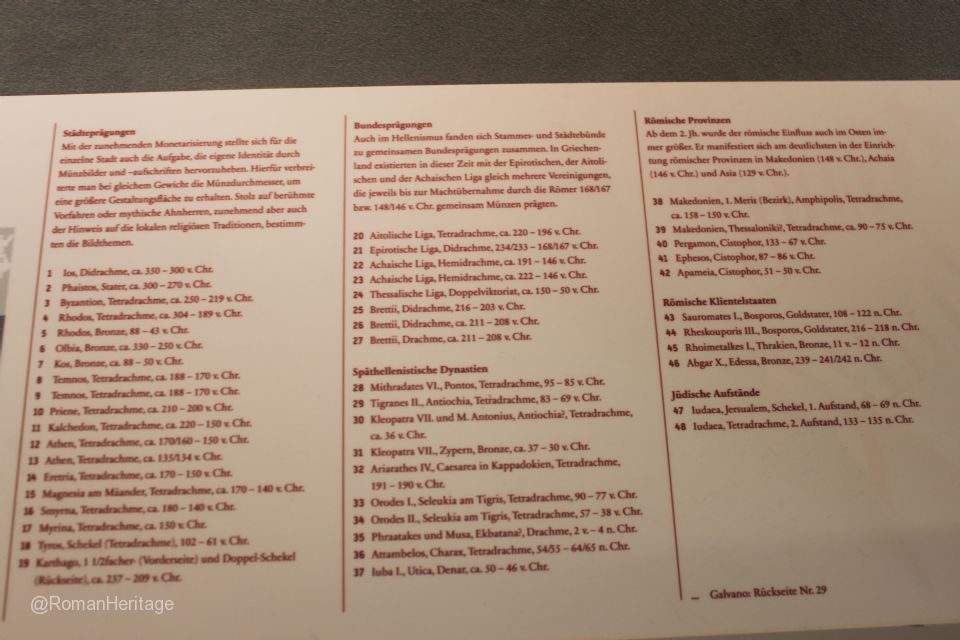 Städteprägungen
Mit der zunehmenden Monetarisierung stellte sich für die
einzelne Stadt auch die Aufgabe, die eigene Identität durch
Münzbilder und -aufschriften hervorzuheben. Hierfür verbrei-
terte man bei gleichem Gewicht die Münzdurchmesser, um
eine größere Gestaltungsfläche zu erhalten. Stolz auf berühmte
Vorfahren oder mythische Ahnherren, zunehmend aber auch
der Hinweis auf die lokalen religiösen Traditionen, bestimm-
ten die Bildthemen.
1 Ios, Didrachme, ca. 350 – 300 v. Chr.
2 Phaistos, Stater, ca. 300 – 270 v. Chr.
3 Byzantion, Tetradrachme, ca. 250 – 219 v. Chr.
4 Rhodos, Tetradrachme, ca. 304 – 189 v. Chr.
5 Rhodos, Bronze, 88 – 43 v. Chr.
6 Olbia, Bronze, ca. 330 – 250 v. Chr.
7 Kos, Bronze, ca. 88 – 50 v. Chr.
8 Temnos, Tetradrachme, ca. 188 – 170 v. Chr.
9 Temnos, Tetradrachme, ca. 188 – 170 v. Chr.
10 Priene, Tetradrachme, ca. 210 – 200 v. Chr.
11 Kalchedon, Tetradrachme, ca. 220 – 150 v. Chr.
12 Athen, Tetradrachme, ca. 170/160 – 150 v. Chr.
13 Athen, Tetradrachme, ca. 135/134 v. Chr.
14 Eretria, Tetradrachme, ca. 170 – 150 v. Chr.
15 Magnesia am Mäander, Tetradrachme, ca. 170 – 140 v. Chr.
16 Smyrna, Tetradrachme, ca. 180 – 140 v. Chr.
17 Myrina, Tetradrachme, ca. 150 v. Chr.
18 Tyros, Schekel (Tetradrachme), 102 – 61 v. Chr.
19 Karthago, 1 1/2facher- (Vorderseite) und Doppel-Schekel
(Rückseite), ca. 237 – 209 v. Chr.
Bundesprägungen
Auch im Hellenismus fanden sich Stammes- und Städtebünde
zu gemeinsamen Bundesprägungen zusammen. In Griechen-
land existierten in dieser Zeit mit der Epirotischen, der Aitoli-
schen und der Achaischen Liga gleich mehrere Vereinigungen,
die jeweils bis zur Machtübernahme durch die Römer 168/167
bzw. 148/146 v. Chr. gemeinsam Münzen prägten.
20 Aitolische Liga, Tetradrachme, ca. 220 – 196 v. Chr.
21 Epirotische Liga, Didrachme, 234/233 – 168/167 v. Chr.
22 Achaische Liga, Hemidrachme, ca. 191 – 146 v. Chr.
23 Achaische Liga, Hemidrachme, ca. 222 – 146 v. Chr.
24 Thessalische Liga, Doppelviktoriat, ca. 150 – 50 v. Chr.
25 Brettii, Didrachme, 216 – 203 v. Chr.
26 Brettii, Didrachme, ca. 211 – 208 v. Chr.
27 Brettii, Drachme, ca. 211 – 208 v. Chr.
Späthellenistische Dynastien
28 Mithradates VI., Pontos, Tetradrachme, 95 – 85 v. Chr.
29 Tigranes II., Antiochia, Tetradrachme, 83 – 69 v. Chr.
30 Kleopatra VII. und M. Antonius, Antiochia?, Tetradrachme,
ca. 36 v. Chr.
31 Kleopatra VII., Zypern, Bronze, ca. 37 – 30 v. Chr.
32 Ariarathes IV., Caesarea in Kappadokien, Tetradrachme,
191 – 190 v. Chr.
33 Orodes I., Seleukia am Tigris, Tetradrachme, 90 – 77 v. Chr.
34 Orodes II., Seleukia am Tigris, Tetradrachme, 57 – 38 v. Chr.
35 Phraatakes und Musa, Ekbatana?, Drachme, 2 v. – 4 n. Chr.
36 Attambelos, Charax, Tetradrachme, 54/55 – 64/65 n. Chr.
37 Iuba I., Utica, Denar, ca. 50 – 46 v. Chr.
Römische Provinzen
Ab dem 2. Jh. wurde der römische Einfluss auch im Osten im-
mer größer. Er manifestiert sich am deutlichsten in der Einrich-
tung römischer Provinzen in Makedonien (148 v. Chr.), Achaia
(146 v. Chr.) und Asia (129 v. Chr.).
38 Makedonien, 1. Meris (Bezirk), Amphipolis, Tetradrachme,
ca. 158 – 150 v. Chr.
39 Makedonien, Thessaloniki?, Tetradrachme, ca. 90 – 75 v. Chr.
40 Pergamon, Cistophor, 133 – 67 v. Chr.
41 Ephesos, Cistophor, 87 – 86 v. Chr.
42 Apameia, Cistophor, 51 – 50 v. Chr.
Römische Klientelstaaten
43 Sauromates I., Bosporos, Goldstater, 108 – 122 n. Chr.
44 Rheskouporis III., Bosporos, Goldstater, 216 – 218 n. Chr.
45 Rhoimetalkes I., Thrakien, Bronze, 11 v. – 12 n. Chr.
46 Abgar X., Edessa, Bronze, 239 – 241/242 n. Chr.
Jüdische Aufstände
47 Iudaea, Jersualem, Schekel, 1. Aufstand, 68 – 69 n. Chr.
48 Iudaea, Tetradrachme, 2. Aufstand, 133 – 135 n. Chr.
... Galvano: Rückseite Nr. 29
@RomanHeritage